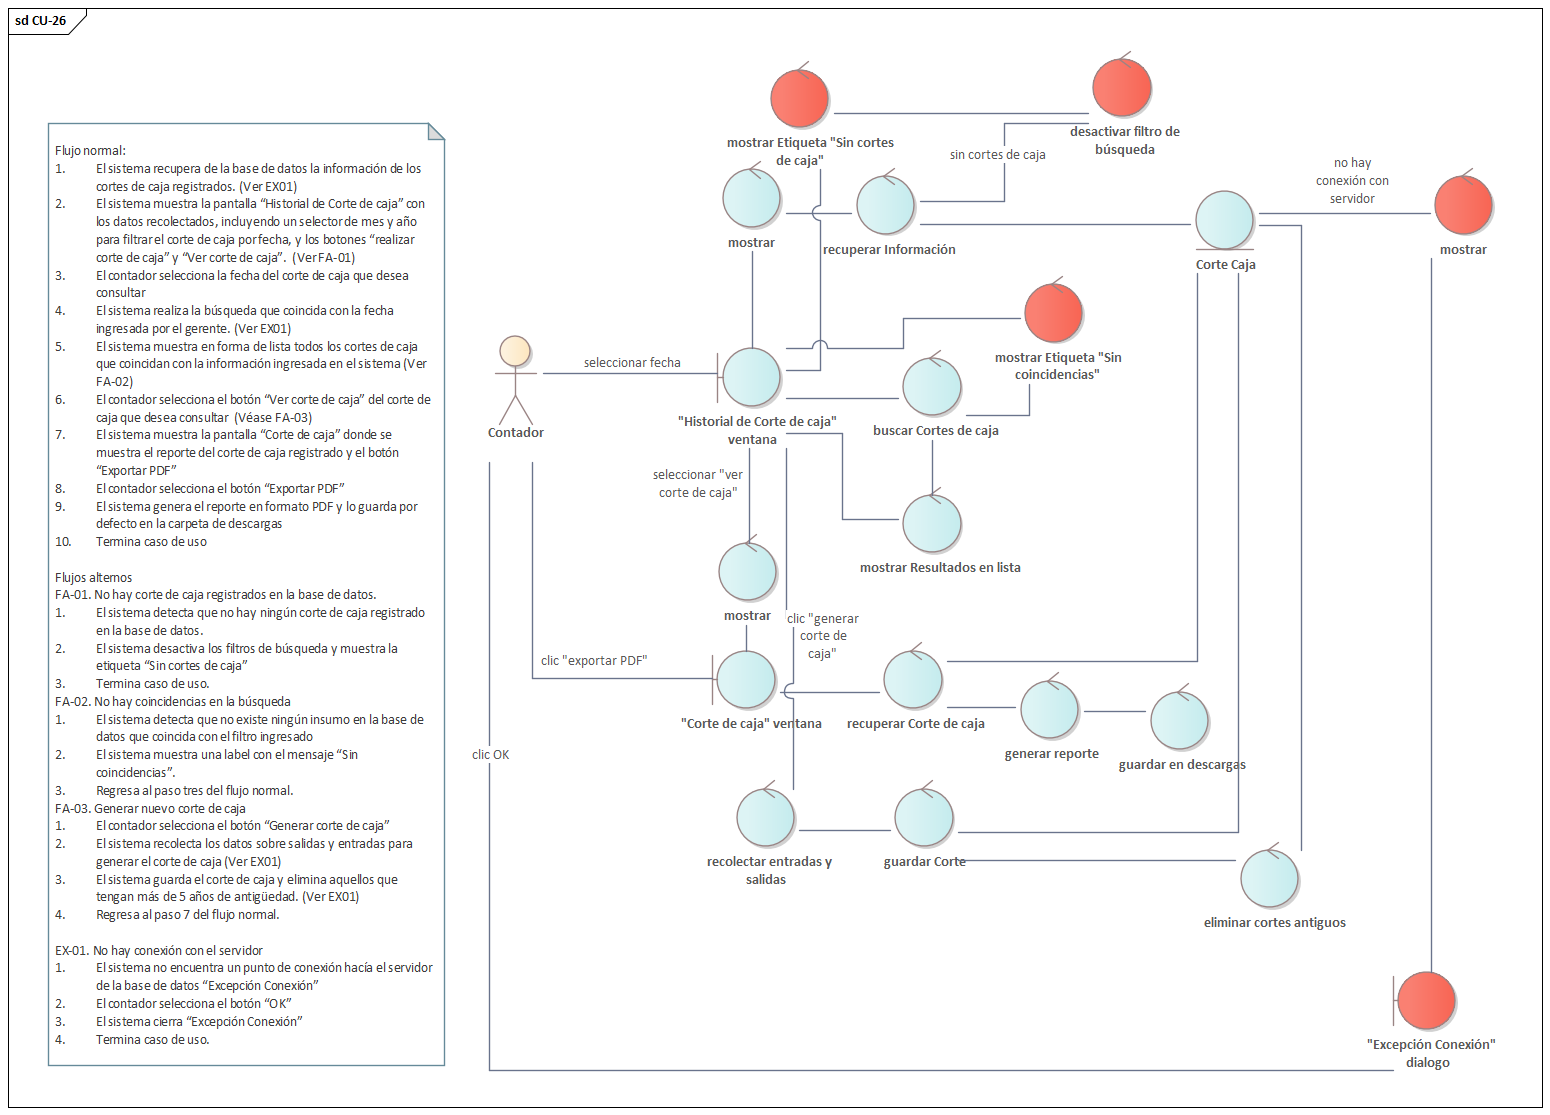 sd CU-26
Flujo normal:
1. El sistema recupera de la base de datos la información de los
cortes de caja registrados. (Ver EX01)
2. El sistema muestra la pantalla “Historial de Corte de caja” con
los datos recolectados, incluyendo un selector de mes y año
para filtrar el corte de caja por fecha, y los botones “realizar
corte de caja” y “Ver corte de caja”. (Ver FA-01)
3. El contador selecciona la fecha del corte de caja que desea
consultar
4. El sistema realiza la búsqueda que coincida con la fecha
ingresada por el gerente. (Ver EX01)
5. El sistema muestra en forma de lista todos los cortes de caja
que coincidan con la información ingresada en el sistema (Ver
FA-02)
6. El contador selecciona el botón “Ver corte de caja” del corte de
caja que desea consultar (Véase FA-03)
7. El sistema muestra la pantalla “Corte de caja” donde se
muestra el reporte del corte de caja registrado y el botón
“Exportar PDF”
8. El contador selecciona el botón “Exportar PDF”
9. El sistema genera el reporte en formato PDF y lo guarda por
defecto en la carpeta de descargas
10. Termina caso de uso
Flujos alternos
FA-01. No hay corte de caja registrados en la base de datos.
1. El sistema detecta que no hay ningún corte de caja registrado
en la base de datos.
2. El sistema desactiva los filtros de búsqueda y muestra la
etiqueta “Sin cortes de caja”
3. Termina caso de uso.
FA-02. No hay coincidencias en la búsqueda
1. El sistema detecta que no existe ningún insumo en la base de
datos que coincida con el filtro ingresado
2. El sistema muestra una label con el mensaje “Sin
coincidencias”.
3. Regresa al paso tres del flujo normal.
FA-03. Generar nuevo corte de caja
1. El contador selecciona el botón “Generar corte de caja”
2. El sistema recolecta los datos sobre salidas y entradas para
generar el corte de caja (Ver EX01)
3. El sistema guarda el corte de caja y elimina aquellos que
tengan más de 5 años de antigüedad. (Ver EX01)
4. Regresa al paso 7 del flujo normal.
EX-01. No hay conexión con el servidor
1. El sistema no encuentra un punto de conexión hacía el servidor
de la base de datos “Excepción Conexión”
2. El contador selecciona el botón “OK”
3. El sistema cierra “Excepción Conexión”
4. Termina caso de uso.
mostrar Etiqueta "Sin cortes
de caja"
desactivar filtro de
búsqueda
sin cortes de caja
mostrar
recuperar Información
Corte Caja
no hay
conexión con
servidor
mostrar
Contador
seleccionar fecha
"Historial de Corte de caja"
ventana
mostrar Etiqueta "Sin
coincidencias"
buscar Cortes de caja
mostrar Resultados en lista
seleccionar "ver
corte de caja"
mostrar
clic "generar
corte de
caja"
clic "exportar PDF"
"Corte de caja" ventana
recuperar Corte de caja
generar reporte
guardar en descargas
clic OK
recolectar entradas y
salidas
guardar Corte
eliminar cortes antiguos
"Excepción Conexión"
dialogo